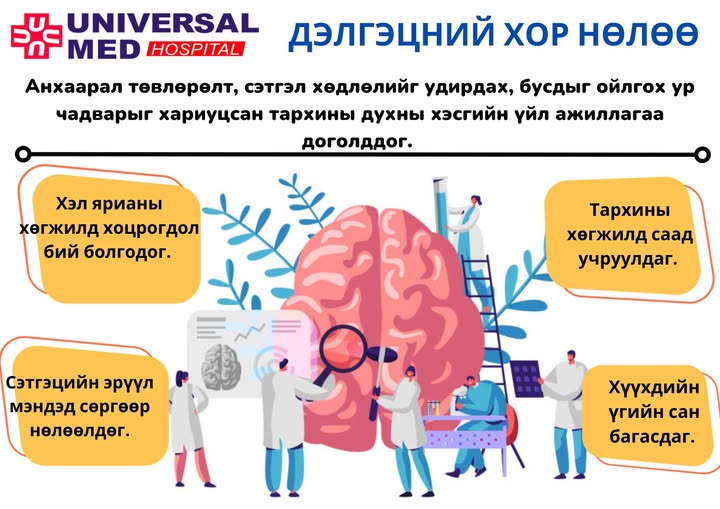 UNIVERSAL
MED HOSPITAL
ДЭЛГЭЦНИЙ ХОР НӨЛӨӨ
Анхаарал төвлөрөлт, сэтгэл хөдлөлийг удирдах, бусдыг ойлгох ур
чадварыг хариуцсан тархины духны хэсгийн үйл ажиллагаа
доголддог.
Хэл ярианы
хөгжилд хоцрогдол
бий болгодог.
Тархины
хөгжилд саад
учруулдаг.
Сэтгэцийн эрүүл
мэндэд сөргөөр
нөлөөлдөг.
Хүүхдийн
үгийн сан
багасдаг.